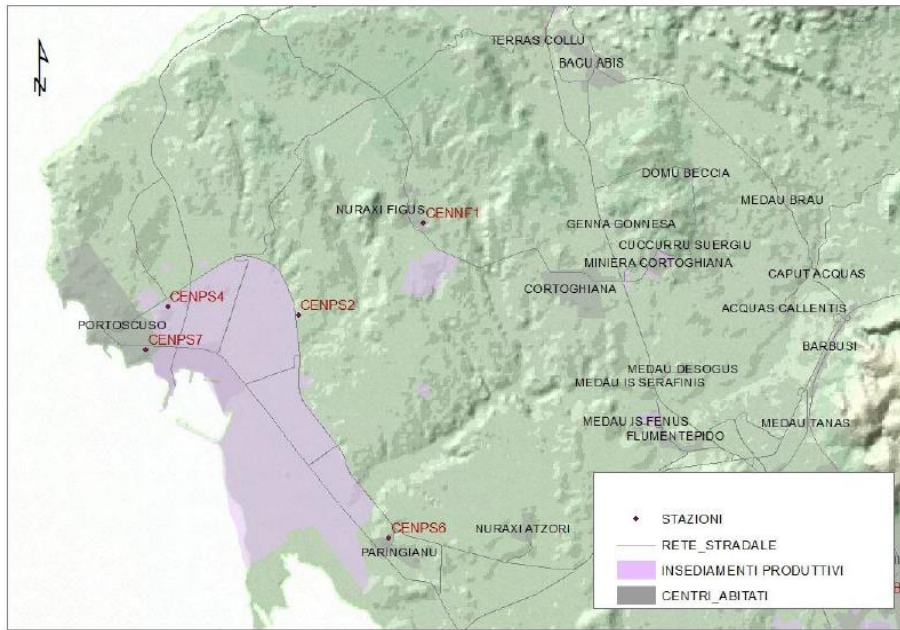 N
TERRAS COLLU
BACU ABIS
DOMU BECCIA
MEDAU BRAU
NURAXI FIGUS
CENNF1
GENNA GONNESA
CUCCURRU SUERGIU
MINIERA CORTOGHIANA
CAPUT ACQUAS
CORTOGHIANA
CENPS4
CENPS2
ACQUAS CALLENTIS
PORTOSCUSO
CENPS7
BARBUSI
MEDAU DESOGUS
MEDAU IS SERAFINIS
MEDAU IS FENUS
MEDAU TANAS
FLUMENTEPIDO
CENPS6
NURAXI ATZORI
PARINGIANU
STAZIONI
RETE_STRADALE
INSEDIAMENTI PRODUTTIVI
CENTRI_ABITATI